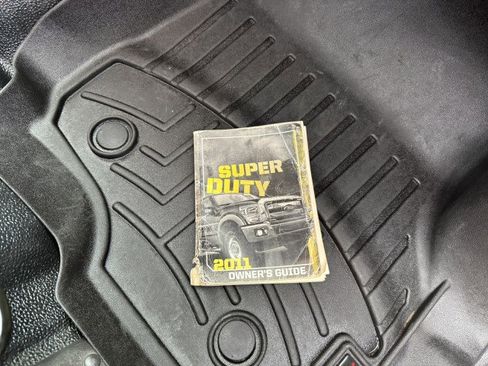 SUPER
DUTY
2011
OWNER'S GUIDE